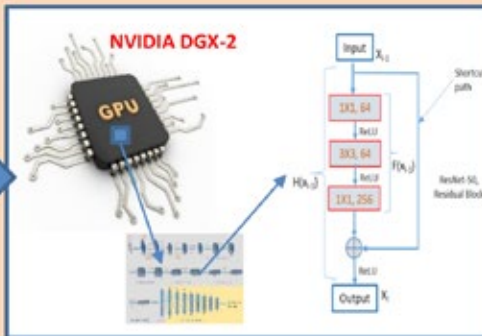 NVIDIA DGX-2
GPU
Input
X
1X1, 64
ReLU
3X3, 64
ReLU
1X1, 256
ReLU
Output
X
H(x
F(x
Shortcut
path
ResNet-50,
Residual Block